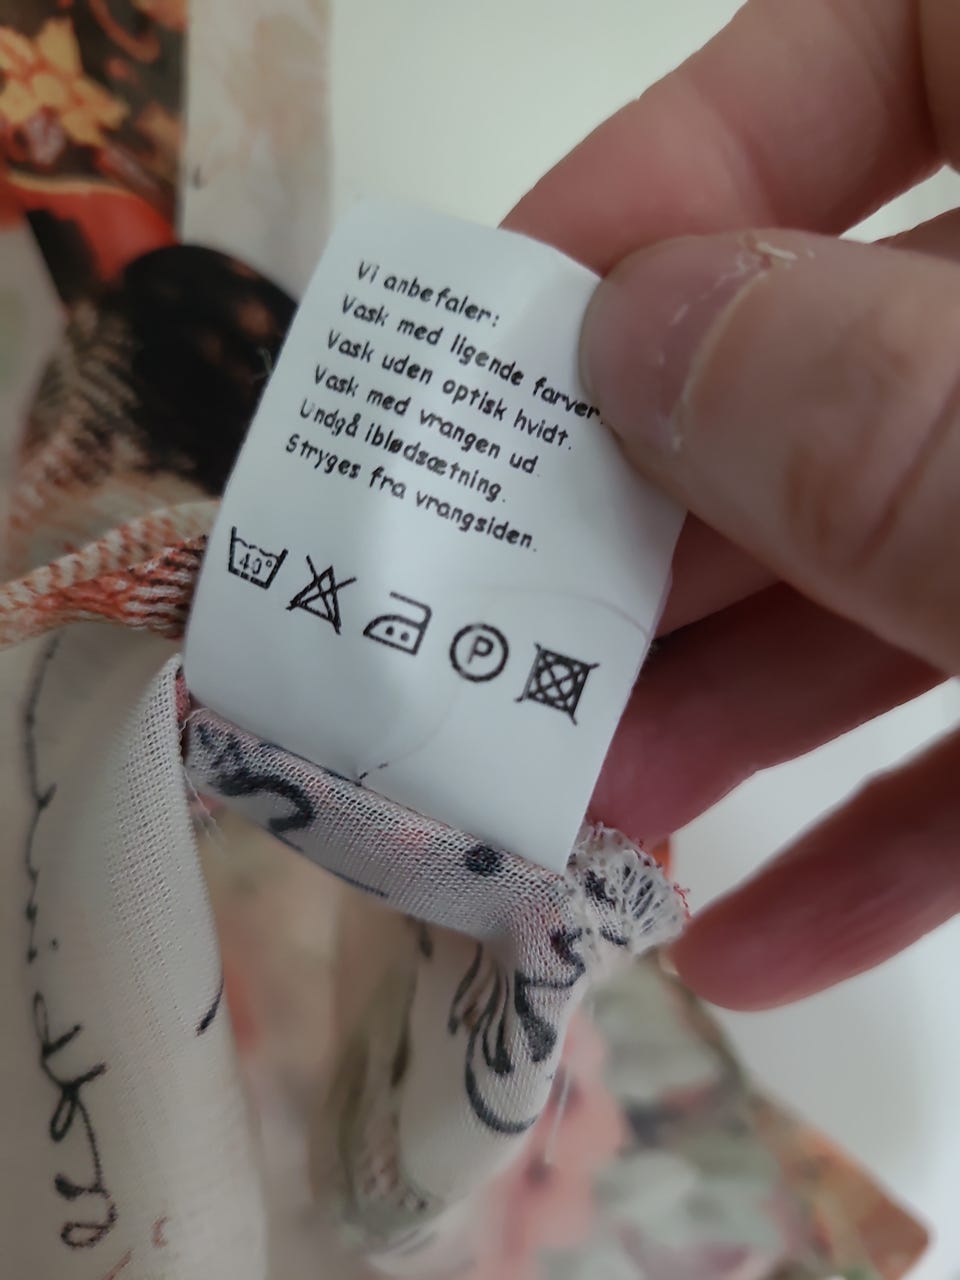 Vi anbefaler:
Vask med ligende farver.
Vask uden optisk hvidt.
Vask med vrangen ud.
Undgå iblødsætning.
Stryges fra vrangsiden.
40°
P